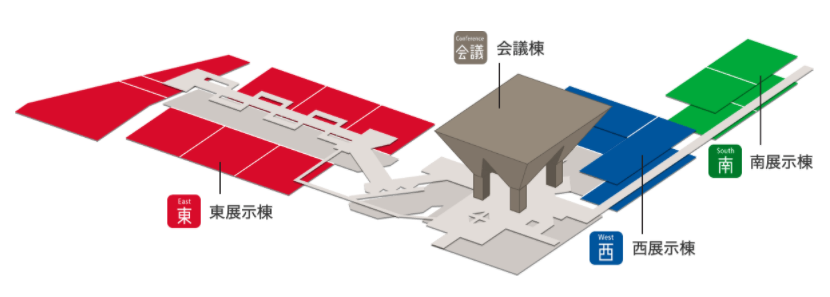 Conference
会議
会議棟
South
南
南展示棟
East
東
東展示棟
West
西
西展示棟